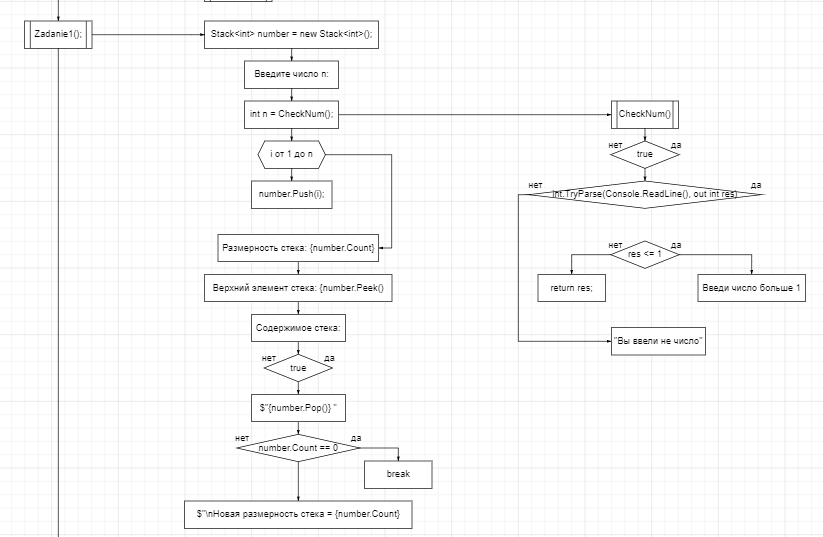 Zadanie1();
Stack<int> number = new Stack<int>();
Введите число n:
int n = CheckNum();
CheckNum()
i от 1 до n
нет
да
true
number.Push(i);
нет
да
int.TryParse(Console.ReadLine(), out int res)
Размерность стека: {number.Count}
нет
да
res <= 1
Верхний элемент стека: {number.Peek()
return res;
Введи число больше 1
Содержимое стека:
"Вы ввели не число"
нет
да
true
$"{number.Pop()} "
нет
да
number.Count == 0
break
$"\nНовая размерность стека = {number.Count}